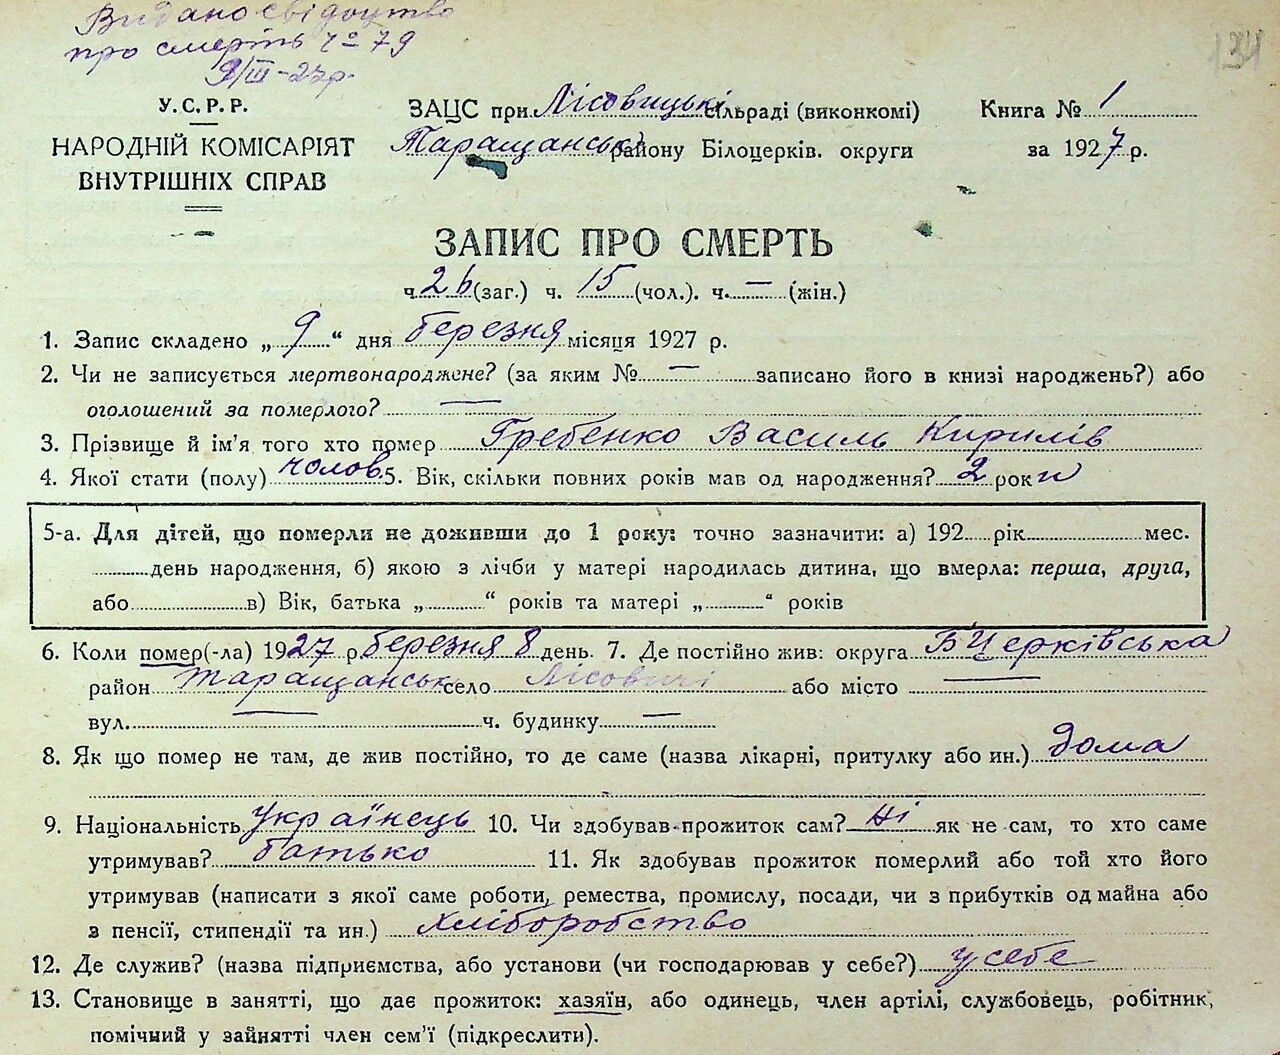 Видано свідоцтво
про смерть ч 79
9/III-27р.
134
У.С.Р.Р.
НАРОДНІЙ КОМІСАРІЯТ
ВНУТРІШНІХ СПРАВ
ЗАЦС при Лісовицькі сільраді (виконкомі)
Таращанськ району Білоцерків. округи
Книга № 1
за 1927 р.
ЗАПИС ПРО СМЕРТЬ
ч. 26 (заг.) ч. 15 (чол.). ч. — (жін.)
1. Запис складено „ 9 “ дня березня місяця 1927 р.
2. Чи не записується мертвонароджене? (за яким № — записано його в книзі народжень?) або
оголошений за померлого? —
3. Прізвище й ім'я того хто помер Гребенко Василь Кирилів
4. Якої стати (полу) чолов. 5. Вік, скільки повних років мав од народження? 2 роки
5-а. Для дітей, що померли не доживши до 1 року: точно зазначити: а) 192 рік мес.
день народження, б) якою з лічби у матері народилась дитина, що вмерла: перша, друга,
або в) Вік, батька „ “ років та матері „ “ років
6. Коли помер(-ла) 1927 р березня 8 день. 7. Де постійно жив: округа Б Церківська
район Таращанськ село Лісовичі або місто —
вул. — ч. будинку —
8. Як що помер не там, де жив постійно, то де саме (назва лікарні, притулку або ин.) дома
9. Національність Українець 10. Чи здобував прожиток сам? Ні як не сам, то хто саме
утримував? батько 11. Як здобував прожиток померлий або той хто його
утримував (написати з якої саме роботи, ремества, промислу, посади, чи з прибутків од майна або
з пенсії, стипендії та ин.) хліборобство
12. Де служив? (назва підприємства, або установи (чи господарював у себе?) у себе
13. Становище в занятті, що дає прожиток: хазяїн, або одинець, член артілі, службовець, робітник,
помічний у зайнятті член сем'ї (підкреслити).